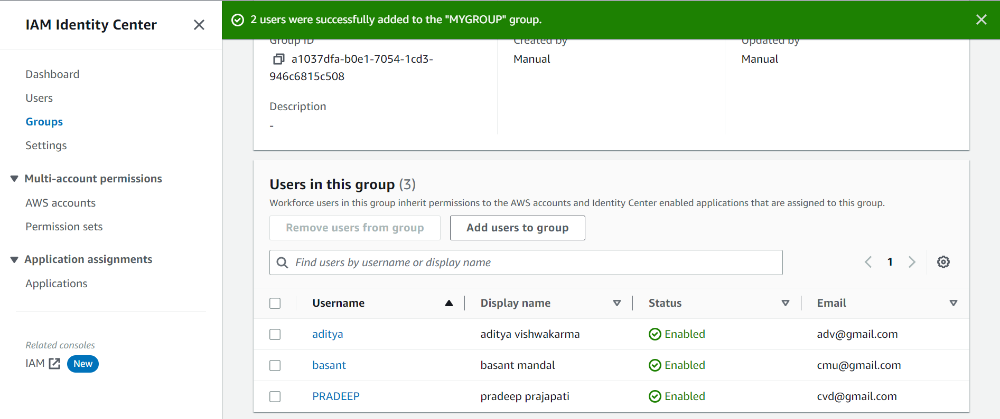 IAM Identity Center
2 users were successfully added to the "MYGROUP" group.
Dashboard
Users
Groups
Settings
Multi-account permissions
AWS accounts
Permission sets
Application assignments
Applications
Related consoles
IAM New
Group ID Created by Updated by
a1037dfa-b0e1-7054-1cd3- Manual Manual
946c6815c508
Description
-
Users in this group (3)
Workforce users in this group inherit permissions to the AWS accounts and Identity Center enabled applications that are assigned to this group.
Remove users from group Add users to group
Find users by username or display name 1
Username Display name Status Email
aditya aditya vishwakarma Enabled adv@gmail.com
basant basant mandal Enabled cmu@gmail.com
PRADEEP pradeep prajapati Enabled cvd@gmail.com